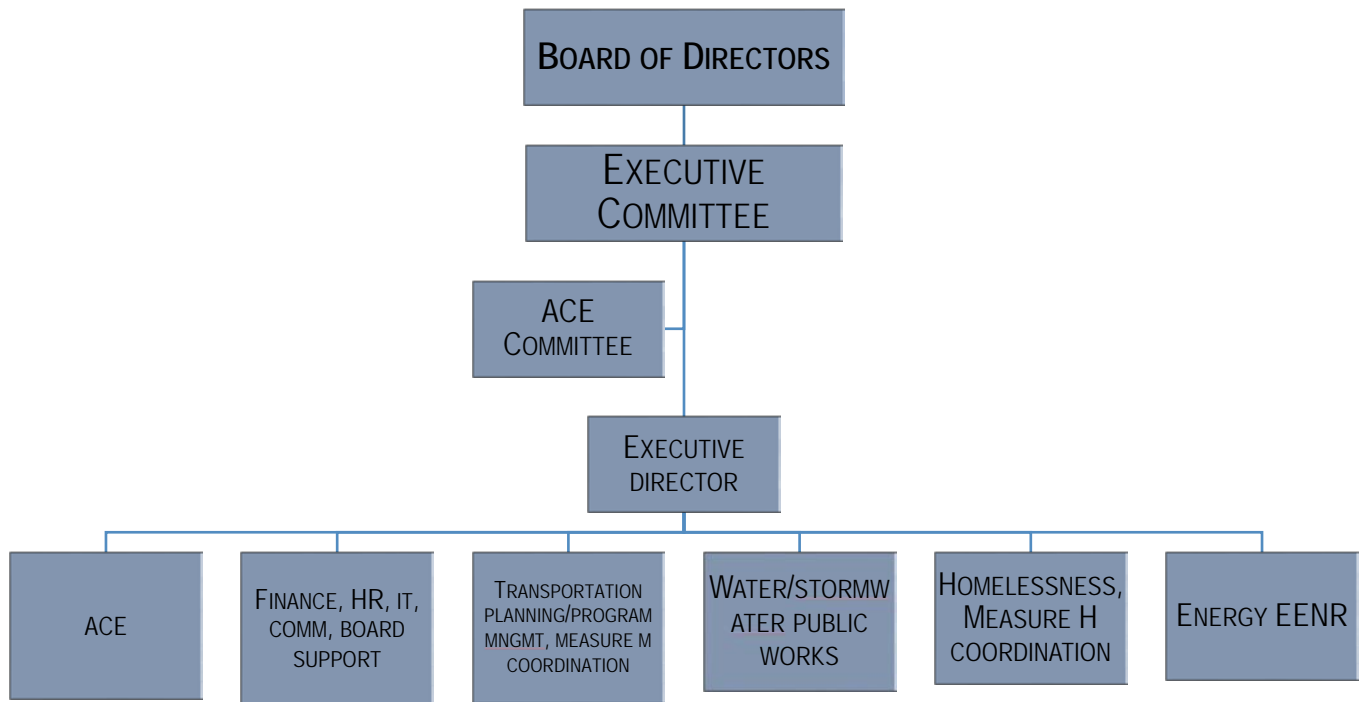 BOARD OF DIRECTORS
EXECUTIVE
COMMITTEE
ACE
COMMITTEE
EXECUTIVE
DIRECTOR
ACE
FINANCE, HR, IT,
COMM, BOARD
SUPPORT
TRANSPORTATION
PLANNING/PROGRAM
MNGMT, MEASURE M
COORDINATION
WATER/STORMW
ATER PUBLIC
WORKS
HOMELESSNESS,
MEASURE H
COORDINATION
ENERGY EENR